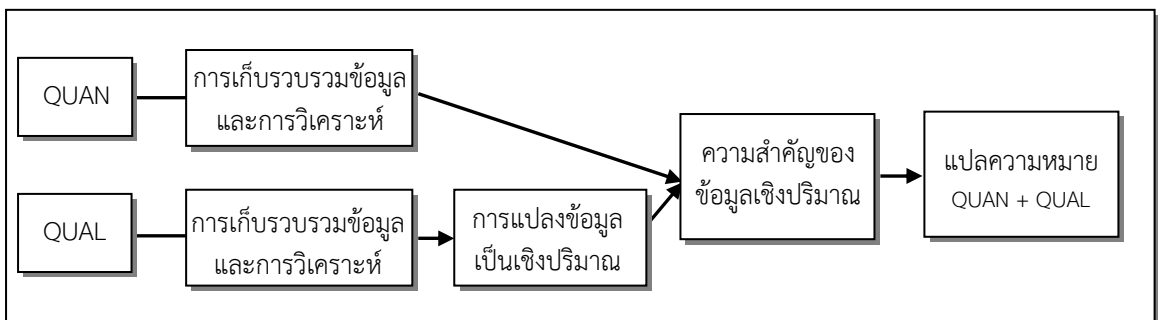 QUAN
การเก็บรวบรวมข้อมูล
และการวิเคราะห์
QUAL
การเก็บรวบรวมข้อมูล
และการวิเคราะห์
การแปลงข้อมูล
เป็นเชิงปริมาณ
ความสำคัญของ
ข้อมูลเชิงปริมาณ
แปลความหมาย
QUAN + QUAL